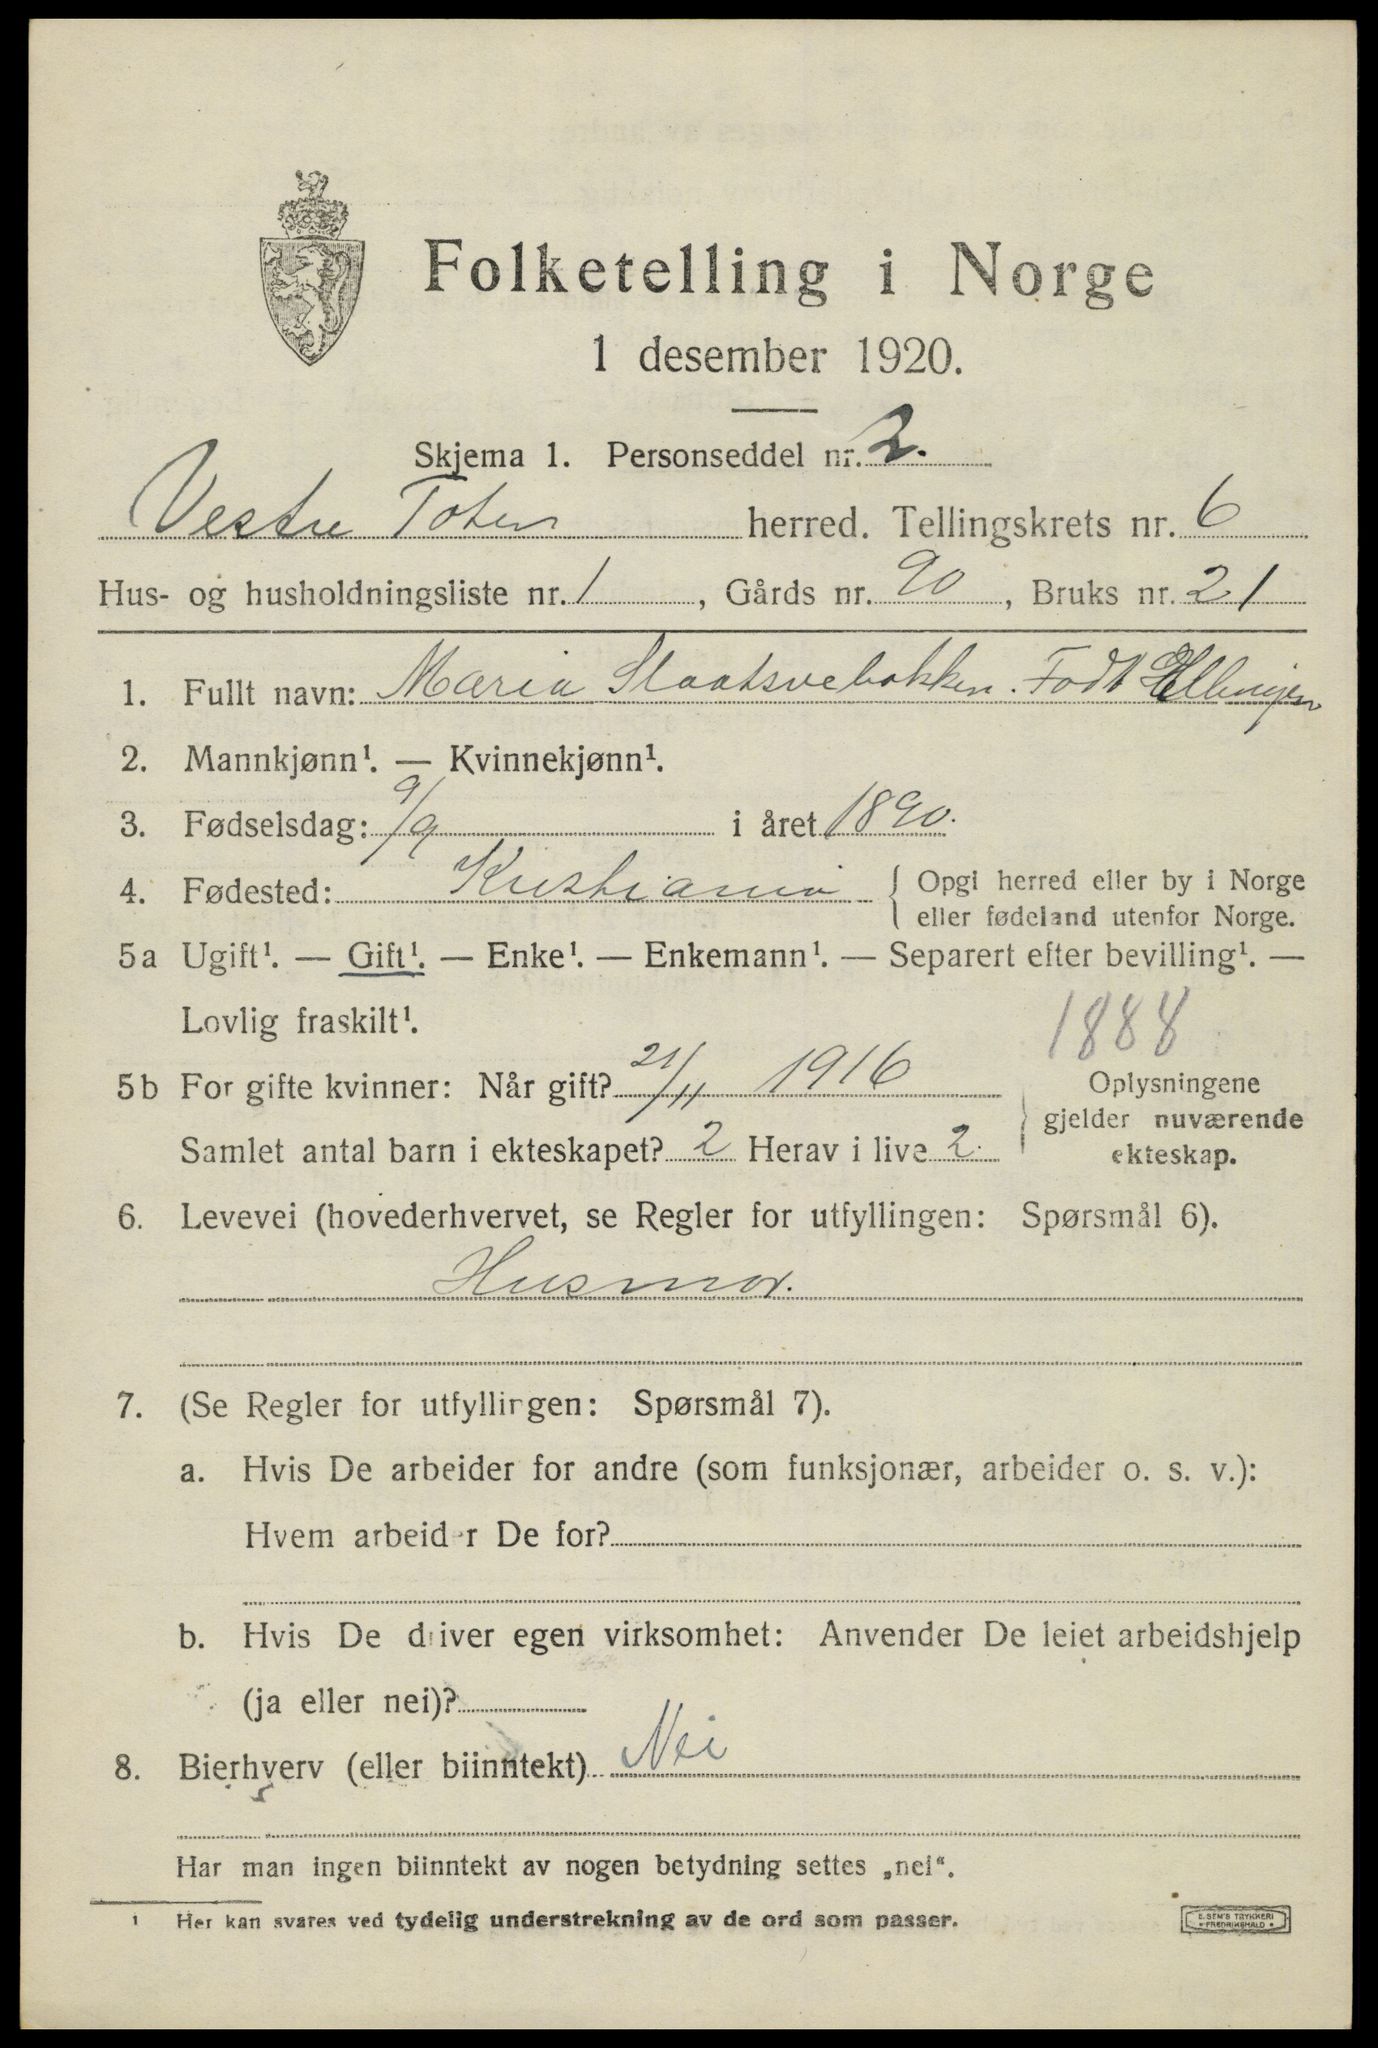 Folketelling i Norge
1 desember 1920.
Skjema 1. Personseddel nr. 2.
Vestre Toten herred. Tellingskrets nr. 6
Hus- og husholdningsliste nr. 1, Gårds nr. 90, Bruks nr. 21
1. Fullt navn: Maria Slaatsvebakken. Født
2. Mannkjønn¹. — Kvinnekjønn¹.
3. Fødselsdag: 9/9 i året 1890.
4. Fødested: Kristiania { Opgi herred eller by i Norge
eller fødeland utenfor Norge.
5a Ugift¹. — Gift¹. — Enke¹. — Enkemann¹. — Separert efter bevilling¹. —
Lovlig fraskilt¹.
1888
5b For gifte kvinner: Når gift? 21/11 1916
Samlet antal barn i ekteskapet? 2 Herav i live 2.
} Oplysningene
gjelder nuværende
ekteskap.
6. Levevei (hovederhvervet, se Regler for utfyllingen: Spørsmål 6).
Husmor.
7. (Se Regler for utfyllingen: Spørsmål 7).
a. Hvis De arbeider for andre (som funksjonær, arbeider o. s. v.):
Hvem arbeider De for?
b. Hvis De driver egen virksomhet: Anvender De leiet arbeidshjelp
(ja eller nei)?
8. Bierhverv (eller biinntekt) Nei
Har man ingen biinntekt av nogen betydning settes „nei“.
¹ Her kan svares ved tydelig understrekning av de ord som passer.
E. SEM'S TRYKKERI
FREDRIKSHALD